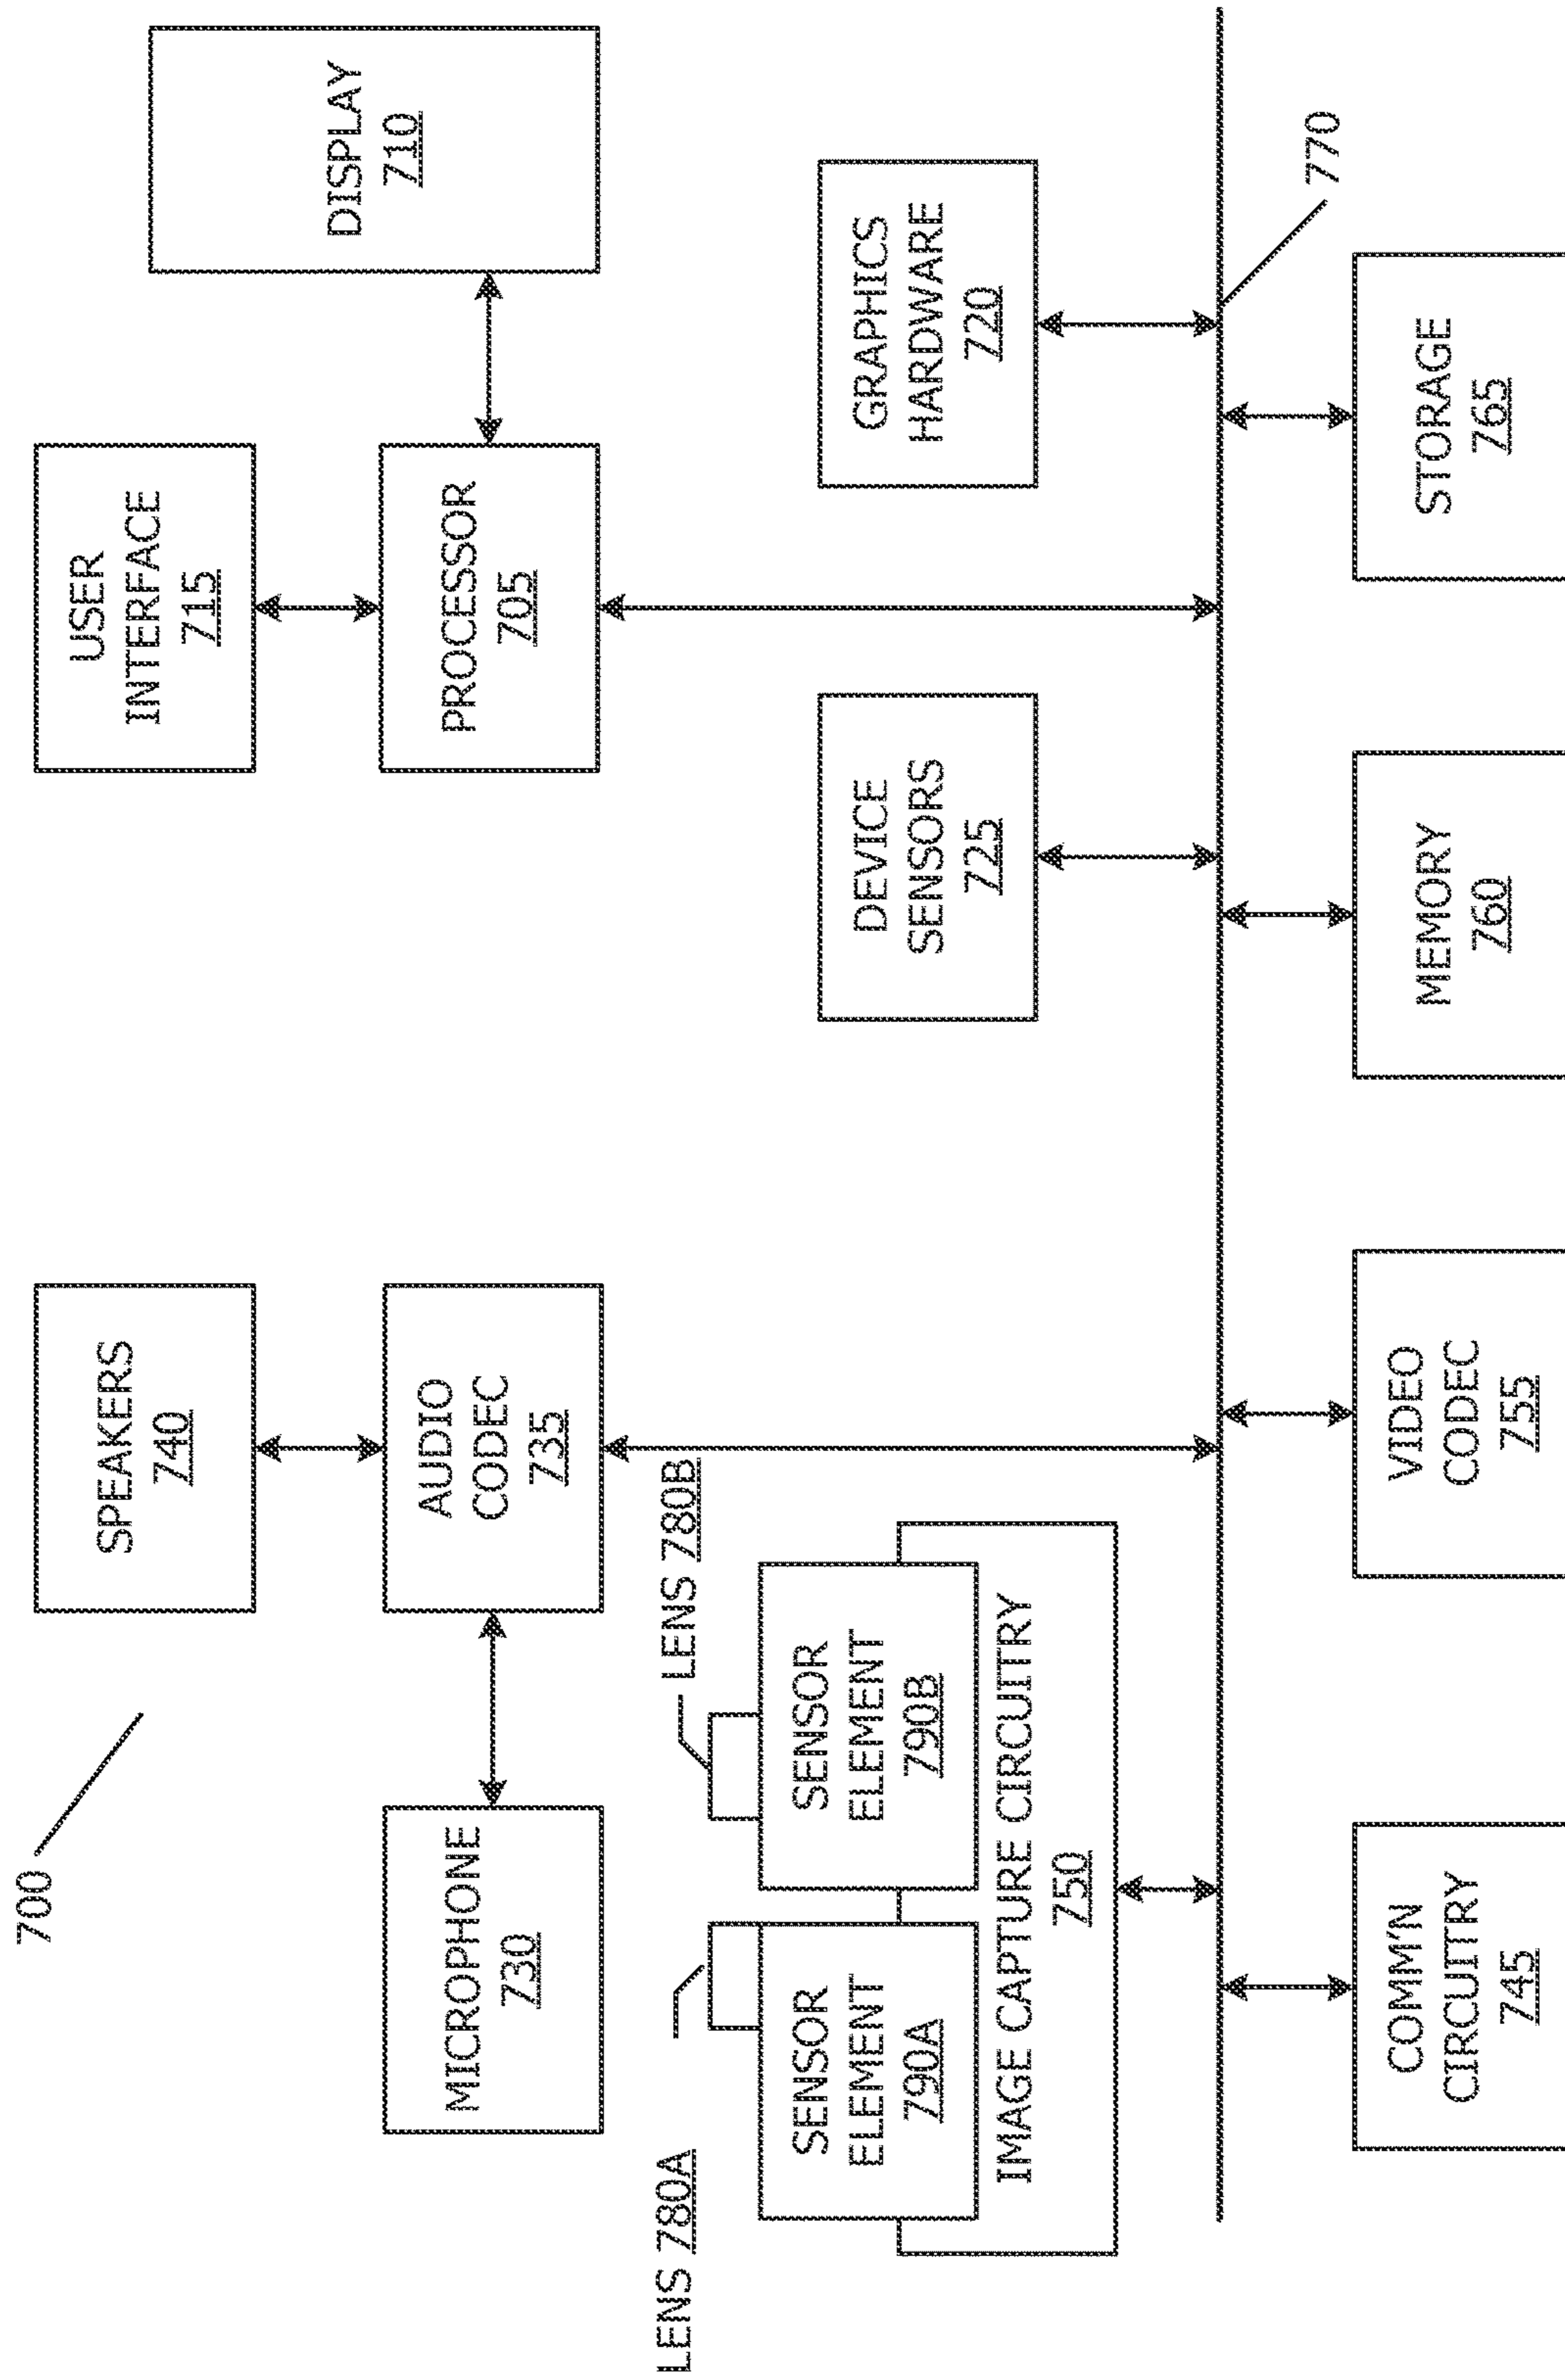 700
SPEAKERS
740
USER
INTERFACE
715
DISPLAY
710
MICROPHONE
730
AUDIO
CODEC
735
PROCESSOR
705
LENS 780A
LENS 780B
SENSOR
ELEMENT
790A
SENSOR
ELEMENT
790B
IMAGE CAPTURE CIRCUITRY
750
DEVICE
SENSORS
725
GRAPHICS
HARDWARE
720
770
COMM'N
CIRCUITRY
745
VIDEO
CODEC
755
MEMORY
760
STORAGE
765